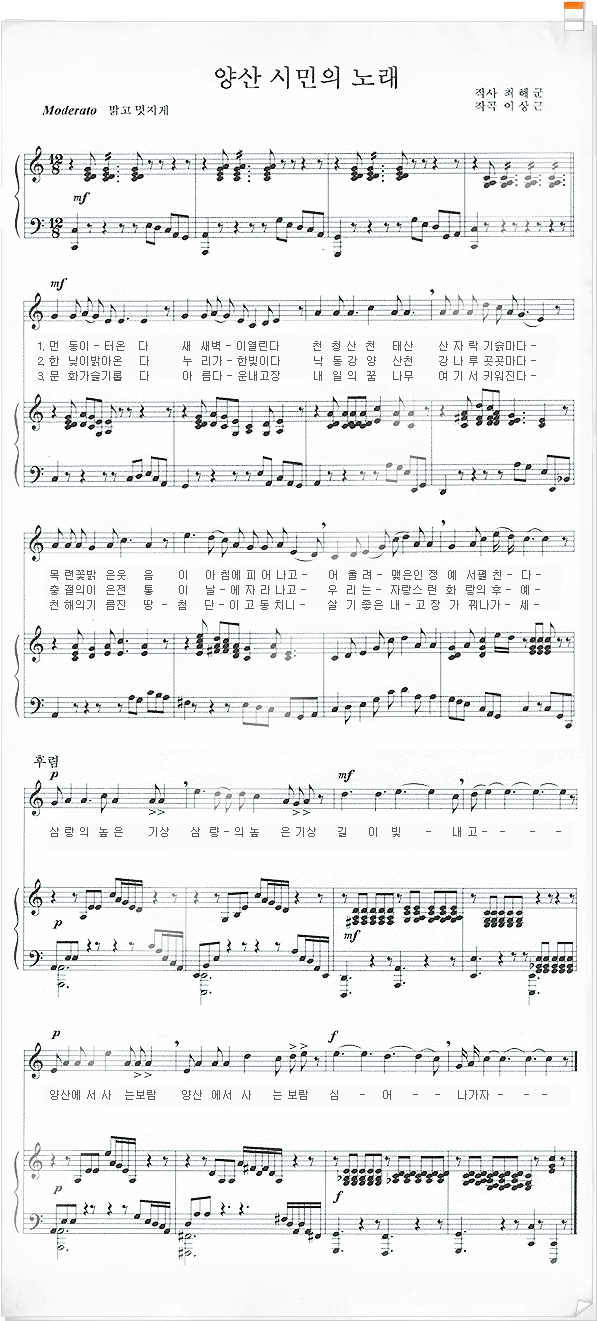 양산 시민의 노래
작사 최해군
Moderato 밝고 멋지게
작곡 이상근
mf
mf
1. 먼 동이-터온 다 새 새벽-이열린다 천 청산 천 태산 산 자락 기슭마다-
2. 한 낮이밝아온 다 누 리가-한빛이다 낙 동강 양 산천 강 나루 곳곳마다-
3. 문 화가슬기롭 다 아 름다-운내고장 내 일의 꿈 나무 여 기서 키워진다-
목 련꽃밝 은웃 음 이 아 침에 피 어 나고- 어 울려- 맺은인 정 예 서펼 친-다-
충 절의이 은전 통 이 날-에 자 라 나고- 우 리는- 자랑스 런 화 랑의 후-예-
천 해의기 름진 땅-첨 단-이 고 동 치니- 살 기 좋은 내-고 장 가 꿔나가-세-
후렴
p
mf
삼 량 의 높 은 기상 삼 량-의 높 은 기상 길 이 빛 - 내 고 - - - -
p
mf
p
f
양산에 서 사 는보람 양산 에서 사 는 보람 심 - 어 - - 나가자 - - -
p
f